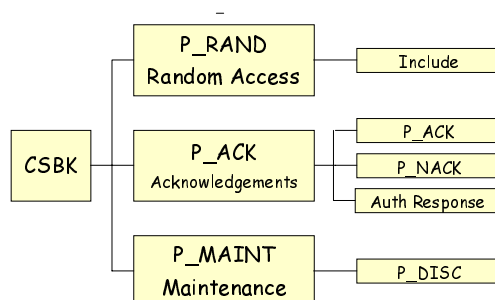 P_RAND
Random Access
Include
CSBK
P_ACK
Acknowledgements
P_ACK
P_NACK
Auth Response
P_MAINT
Maintenance
P_DISC